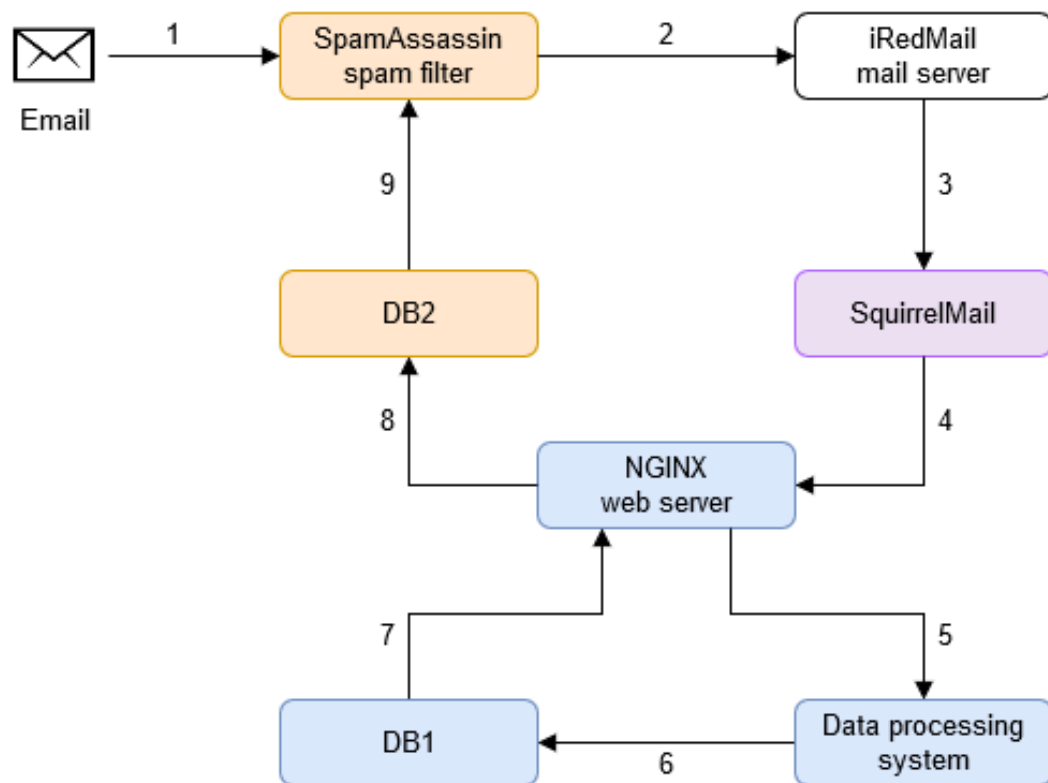 1
SpamAssassin
spam filter
2
iRedMail
mail server
Email
9
3
DB2
SquirrelMail
8
4
NGINX
web server
7
5
DB1
6
Data processing
system